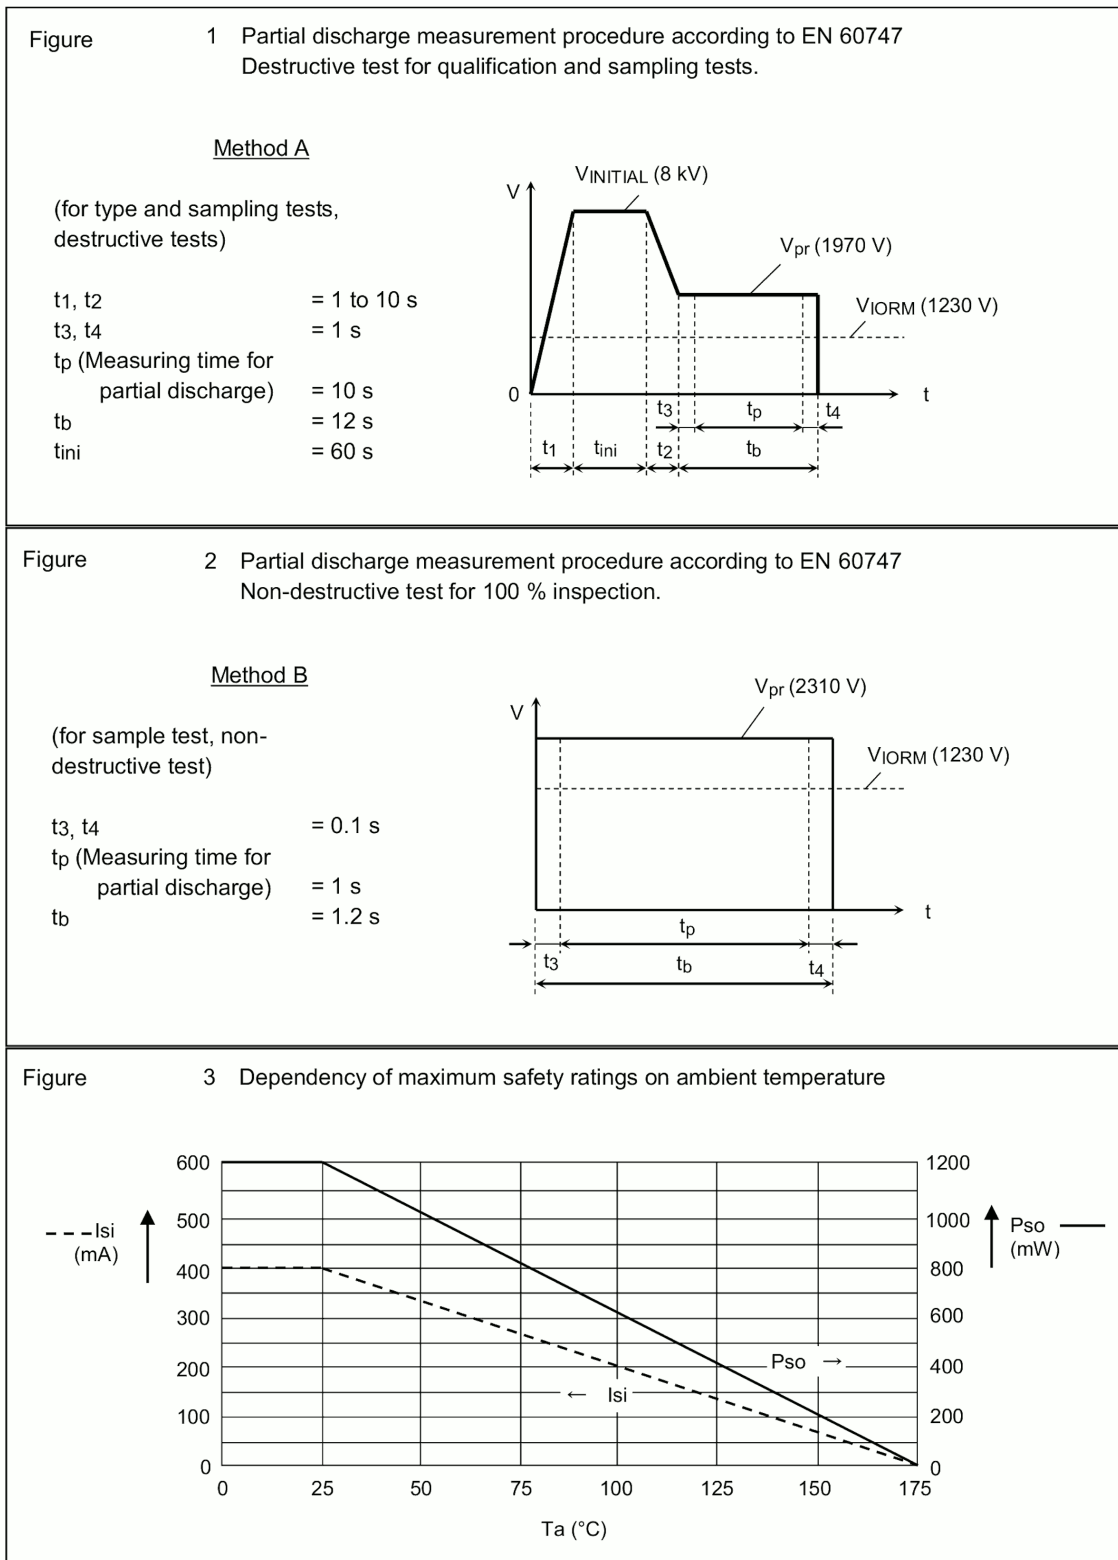 Figure 1 Partial discharge measurement procedure according to EN 60747
Destructive test for qualification and sampling tests.
Method A
(for type and sampling tests,
destructive tests)
t1, t2 = 1 to 10 s
t3, t4 = 1 s
tp (Measuring time for
partial discharge) = 10 s
tb = 12 s
tini = 60 s
VINITIAL (8 kV)
V
Vpr (1970 V)
VIORM (1230 V)
0
t
t3 tp t4
t1 tini t2 tb
Figure 2 Partial discharge measurement procedure according to EN 60747
Non-destructive test for 100 % inspection.
Method B
(for sample test, non-
destructive test)
t3, t4 = 0.1 s
tp (Measuring time for
partial discharge) = 1 s
tb = 1.2 s
Vpr (2310 V)
V
VIORM (1230 V)
t
tp
t3 tb t4
Figure 3 Dependency of maximum safety ratings on ambient temperature
600 1200
500 1000
Isi Pso
(mA) (mW)
400 800
300 600
200 400
Pso →
← Isi
100 200
0 0
0 25 50 75 100 125 150 175
Ta (°C)